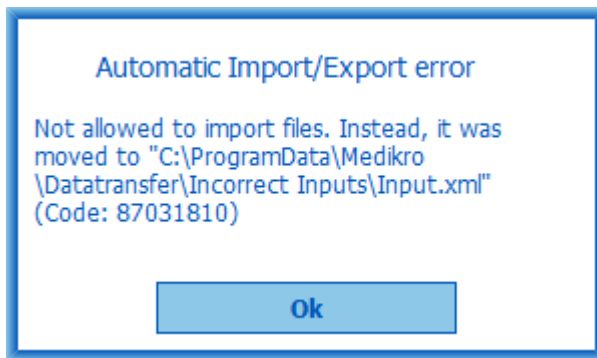 Automatic Import/Export error
Not allowed to import files. Instead, it was
moved to "C:\ProgramData\Medikro
\Datatransfer\Incorrect Inputs\Input.xml"
(Code: 87031810)
Ok